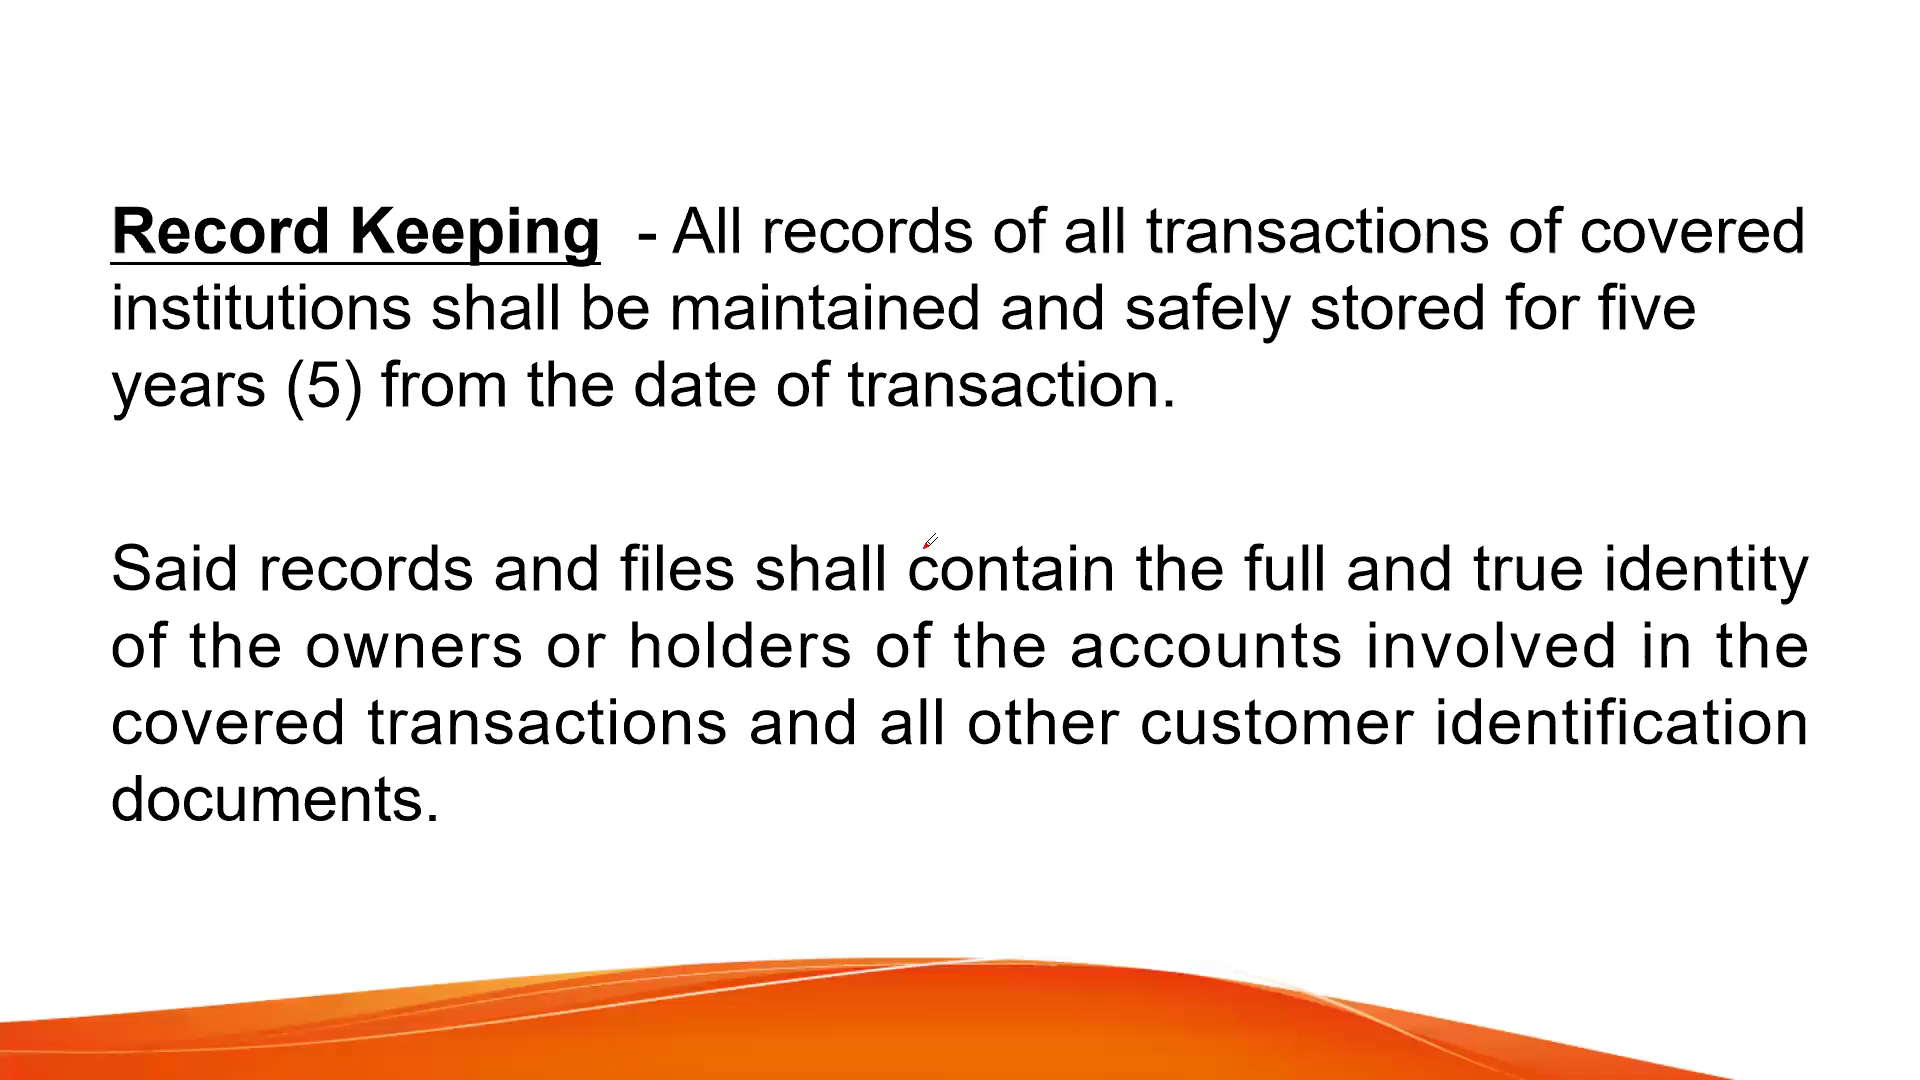 Record Keeping - All records of all transactions of covered
institutions shall be maintained and safely stored for five
years (5) from the date of transaction.
Said records and files shall contain the full and true identity
of the owners or holders of the accounts involved in the
covered transactions and all other customer identification
documents.